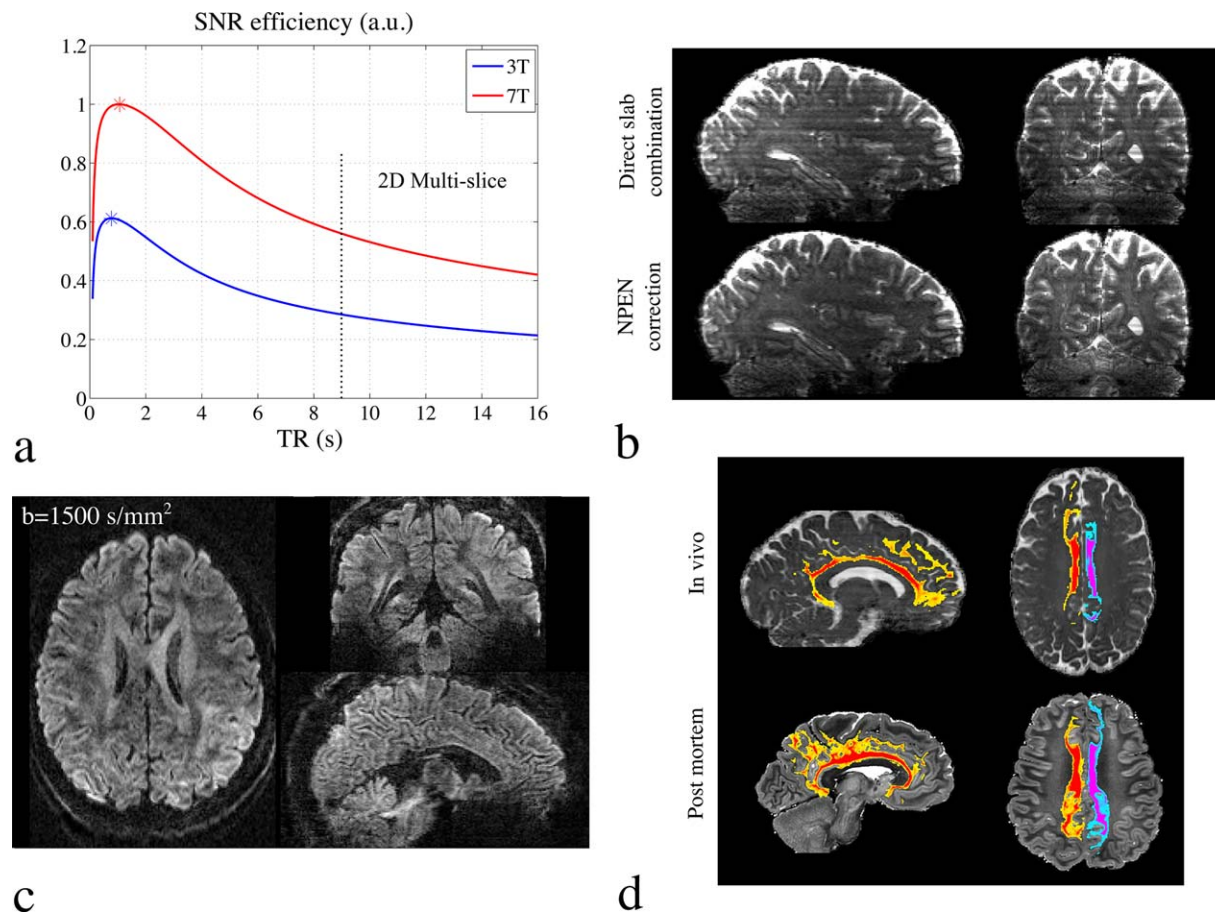 SNR efficiency (a.u.)
1.2
1
0.8
0.6
0.4
0.2
0
3T
7T
2D Multi-slice
0 2 4 6 8 10 12 14 16
TR (s)
a
Direct slab
combination
NPEN
correction
b
b=1500 s/mm²
c
In vivo
Post mortem
d